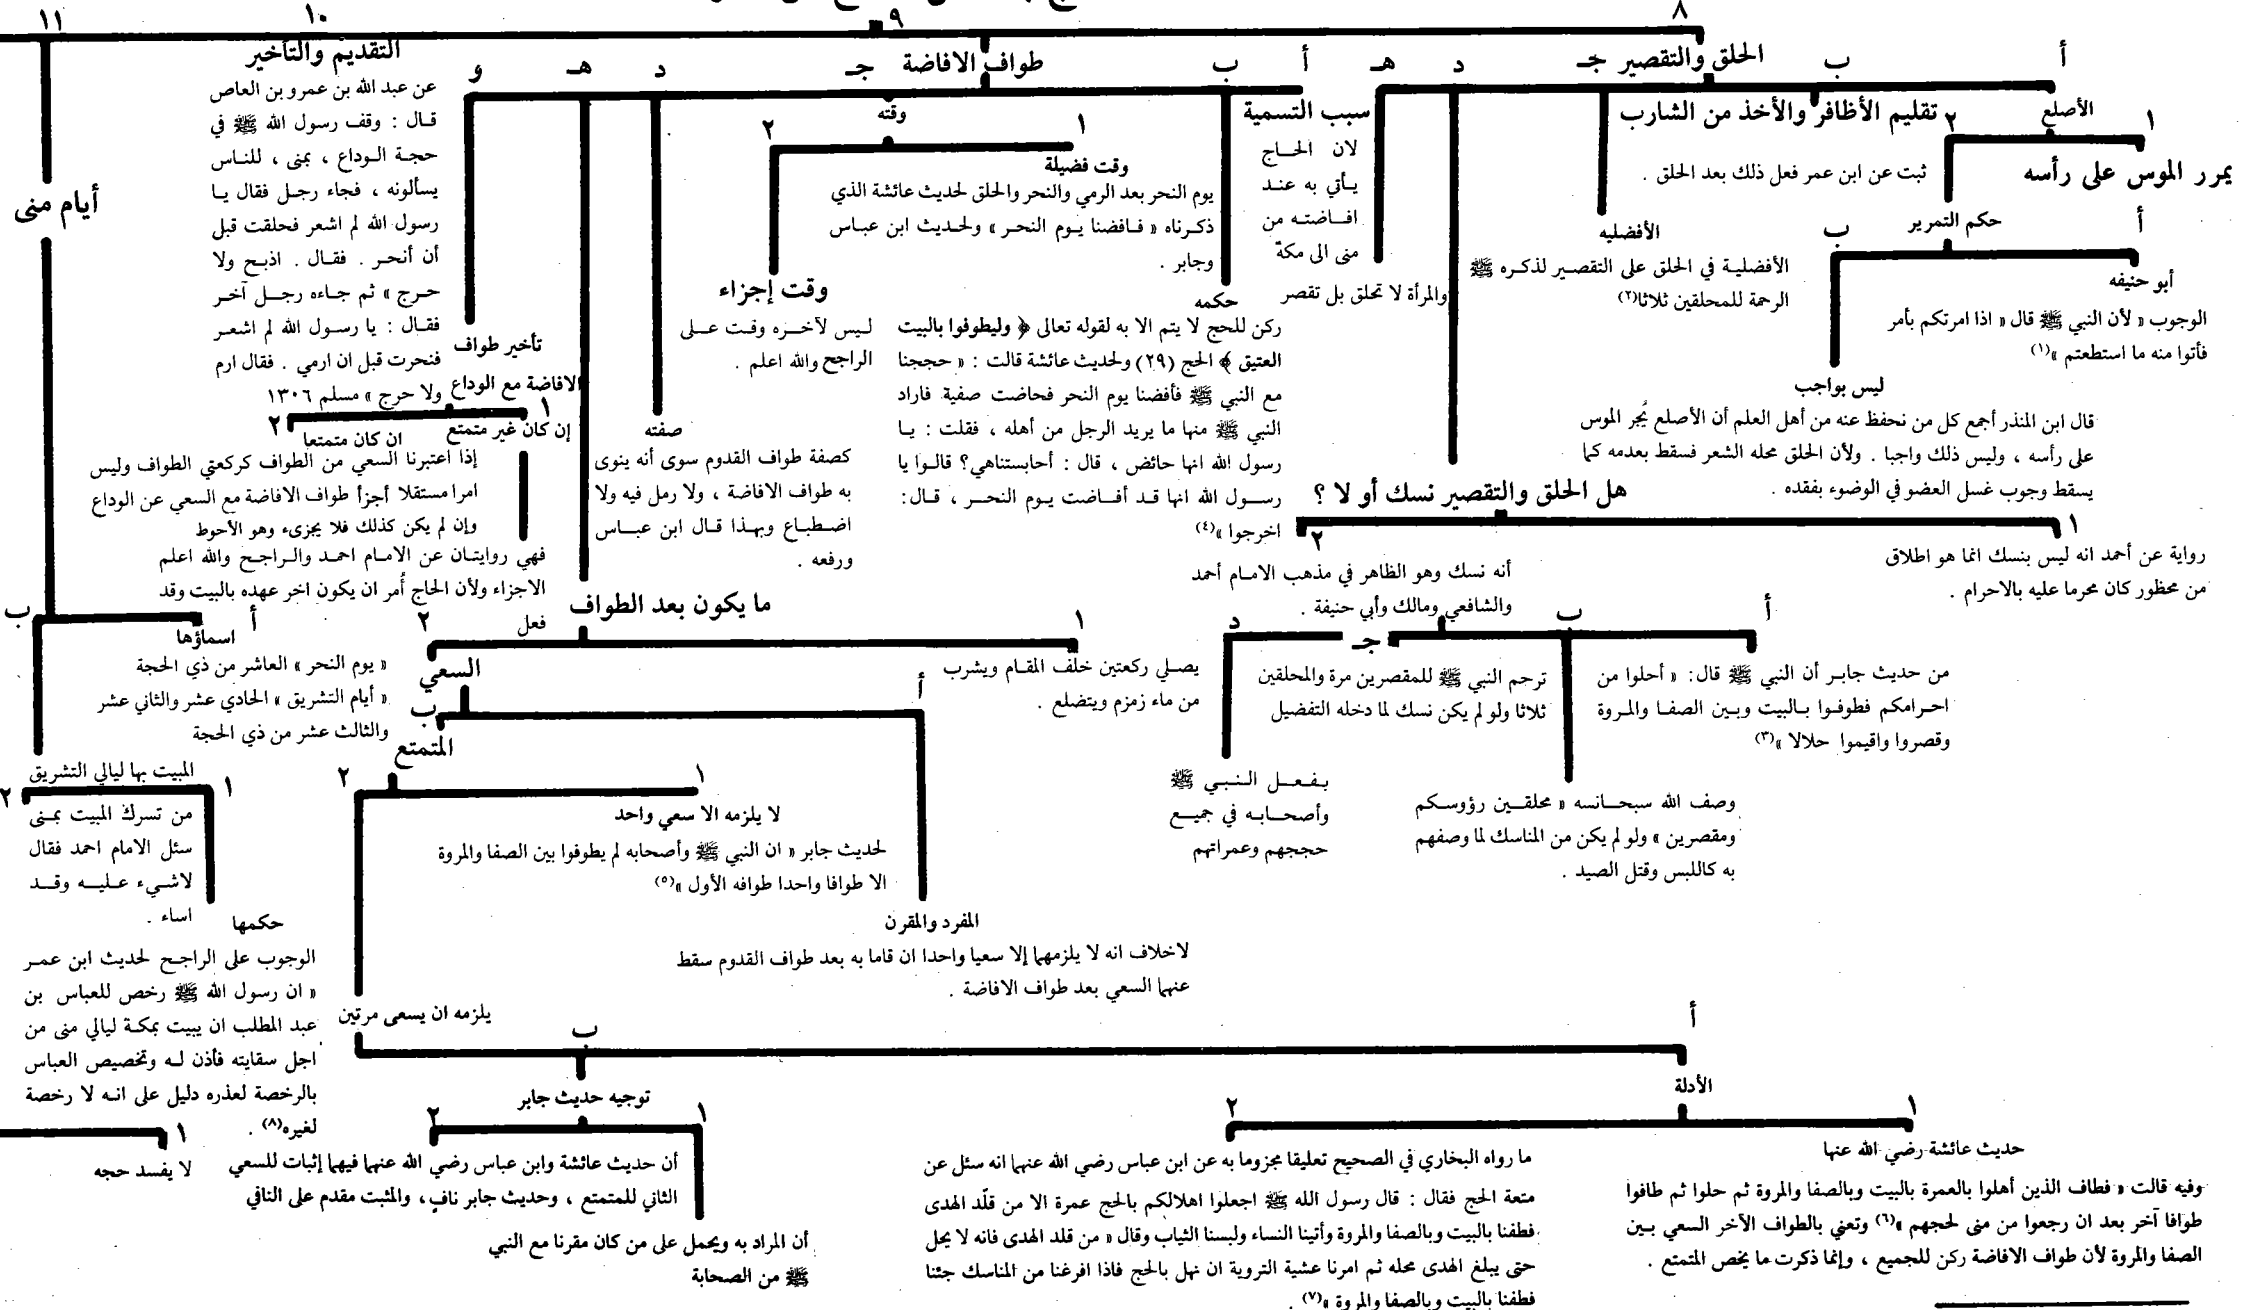 ٨
الحلق والتقصير
أ
الأصلع
١
يمرر الموس على رأسه
٢
حكم التمرير
أ
أبو حنيفه
الوجوب « لأن النبي ﷺ قال « اذا امرتكم بأمر
فأتوا منه ما استطعتم »(١)
ب
ليس بواجب
قال ابن المنذر أجمع كل من نحفظ عنه من أهل العلم أن الأصلع يُجر الموس
على رأسه ، وليس ذلك واجبا . ولأن الحلق محله الشعر فسقط بعدمه كما
يسقط وجوب غسل العضو في الوضوء بفقده .
ب
تقليم الأظافر والأخذ من الشارب
ثبت عن ابن عمر فعل ذلك بعد الحلق .
جـ
الأفضليه
الأفضلية في الحلق على التقصير لذكره ﷺ
الرحمة للمحلقين ثلاثا(٢)
د
هل الحلق والتقصير نسك أو لا ؟
١
رواية عن أحمد انه ليس بنسك انما هو اطلاق
من محظور كان محرما عليه بالاحرام .
٢
أنه نسك وهو الظاهر في مذهب الامام أحمد
والشافعي ومالك وأبي حنيفة .
أ
من حديث جابر أن النبي ﷺ قال: « أحلوا من
احرامكم فطوفوا بالبيت وبين الصفا والمروة
وقصروا واقيموا حلالا »(٣)
ب
وصف الله سبحانسه « محلقين رؤوسكم
ومقصرين » ولو لم يكن من المناسك لما وصفهم
به كاللبس وقتل الصيد .
جـ
ترجم النبي ﷺ للمقصرين مرة والمحلقين
ثلاثا ولو لم يكن نسك لما دخله التفضيل
د
بفعل النبي ﷺ
وأصحابه في جميع
حججهم وعمراتهم
هـ
والمرأة لا تحلق بل تقصر
٩
طواف الافاضة
أ
سبب التسمية
لان الحاج
يأتي به عند
افاضته من
منى الى مكة
ب
حكمه
ركن للحج لا يتم الا به لقوله تعالى ﴿ وليطوفوا بالبيت
العتيق ﴾ الحج (٢٩) ولحديث عائشة قالت : « حججنا
مع النبي ﷺ فأفضنا يوم النحر فحاضت صفية فاراد
النبي ﷺ منها ما يريد الرجل من أهله ، فقلت : يا
رسول الله انها حائض ، قال : أحابستناهي؟ قالوا يا
رسول الله انها قد أفاضت يوم النحر ، قال:
اخرجوا »(٤)
جـ
وقته
١
وقت فضيلة
يوم النحر بعد الرمي والنحر والحلق لحديث عائشة الذي
ذكرناه « فافضنا يوم النحر » ولحديث ابن عباس
وجابر .
٢
وقت إجزاء
ليس لآخره وقت على
الراجح والله اعلم .
د
صفته
كصفة طواف القدوم سوى أنه ينوى
به طواف الافاضة ، ولا رمل فيه ولا
اضطباع وبهذا قال ابن عباس
ورفعه .
هـ
ما يكون بعد الطواف
١
يصلي ركعتين خلف المقام ويشرب
من ماء زمزم ويتضلع .
٢
السعي
أ
المفرد والمقرن
لاخلاف انه لا يلزمهما إلا سعيا واحدا ان قاما به بعد طواف القدوم سقط
عنهما السعي بعد طواف الافاضة .
ب
المتمتع
١
لا يلزمه الا سعي واحد
لحديث جابر « ان النبي ﷺ وأصحابه لم يطوفوا بين الصفا والمروة
الا طوافا واحدا طوافه الأول »(٥)
٢
يلزمه ان يسعى مرتين
أ
الأدلة
١
حديث عائشة رضي الله عنها
وفيه قالت « فطاف الذين أهلوا بالعمرة بالبيت وبالصفا والمروة ثم حلوا ثم طافوا
طوافا آخر بعد ان رجعوا من منى لحجهم »(٦) وتعني بالطواف الآخر السعي بين
الصفا والمروة لأن طواف الافاضة ركن للجميع ، وإنما ذكرت ما يخص المتمتع .
٢
ما رواه البخاري في الصحيح تعليقا مجزوما به عن ابن عباس رضي الله عنهما انه سئل عن
متعة الحج فقال : قال رسول الله ﷺ اجعلوا اهلالكم بالحج عمرة الا من قلّد الهدى
فطفنا بالبيت وبالصفا والمروة وأتينا النساء ولبسنا الثياب وقال « من قلد الهدى فانه لا يحل
حتى يبلغ الهدى محله ثم امرنا عشية التروية ان نهل بالحج فاذا افرغنا من المناسك جئنا
فطفنا بالبيت وبالصفا والمروة »(٧) .
ب
توجيه حديث جابر
١
أن المراد به ويحمل على من كان مقرنا مع النبي
ﷺ من الصحابة
٢
أن حديث عائشة وابن عباس رضي الله عنهما فيهما إثبات للسعي
الثاني للمتمتع ، وحديث جابر ناف، والمثبت مقدم على النافي
و
تأخير طواف
الافاضة مع الوداع
١
إن كان غير متمتع
فهي روايتان عن الامام احمد والراجح والله اعلم
الاجزاء ولأن الحاج أُمر ان يكون اخر عهده بالبيت وقد
فعل
٢
ان كان متمتعا
إذا اعتبرنا السعي من الطواف كركعتي الطواف وليس
امرا مستقلا أجزأ طواف الافاضة مع السعي عن الوداع
وإن لم يكن كذلك فلا يجزىء وهو الأحوط
١٠
التقديم والتأخير
عن عبد الله بن عمرو بن العاص
قال : وقف رسول الله ﷺ في
حجة الوداع ، بمنى ، للناس
يسألونه ، فجاء رجل فقال يا
رسول الله لم اشعر فحلقت قبل
أن أنحر . فقال . اذبح ولا
حرج » ثم جاءه رجل آخر
فقال : يا رسول الله لم اشعر
فنحرت قبل ان ارمي . فقال ارم
ولا حرج » مسلم ١٣٠٦
١١
أيام منى
أ
اسماؤها
« يوم النحر » العاشر من ذي الحجة
« أيام التشريق » الحادي عشر والثاني عشر
والثالث عشر من ذي الحجة
ب
المبيت بها ليالي التشريق
١
حكمها
الوجوب على الراجح لحديث ابن عمر
« ان رسول الله ﷺ رخص للعباس بن
عبد المطلب ان يبيت بمكة ليالي منى من
اجل سقايته فأذن له وتخصيص العباس
بالرخصة لعذره دليل على انه لا رخصة
لغيره(٨) .
٢
من تسرك المبيت بمنى
سئل الامام احمد فقال
لاشيء عليه وقد
اساء .
١
لا يفسد حجه